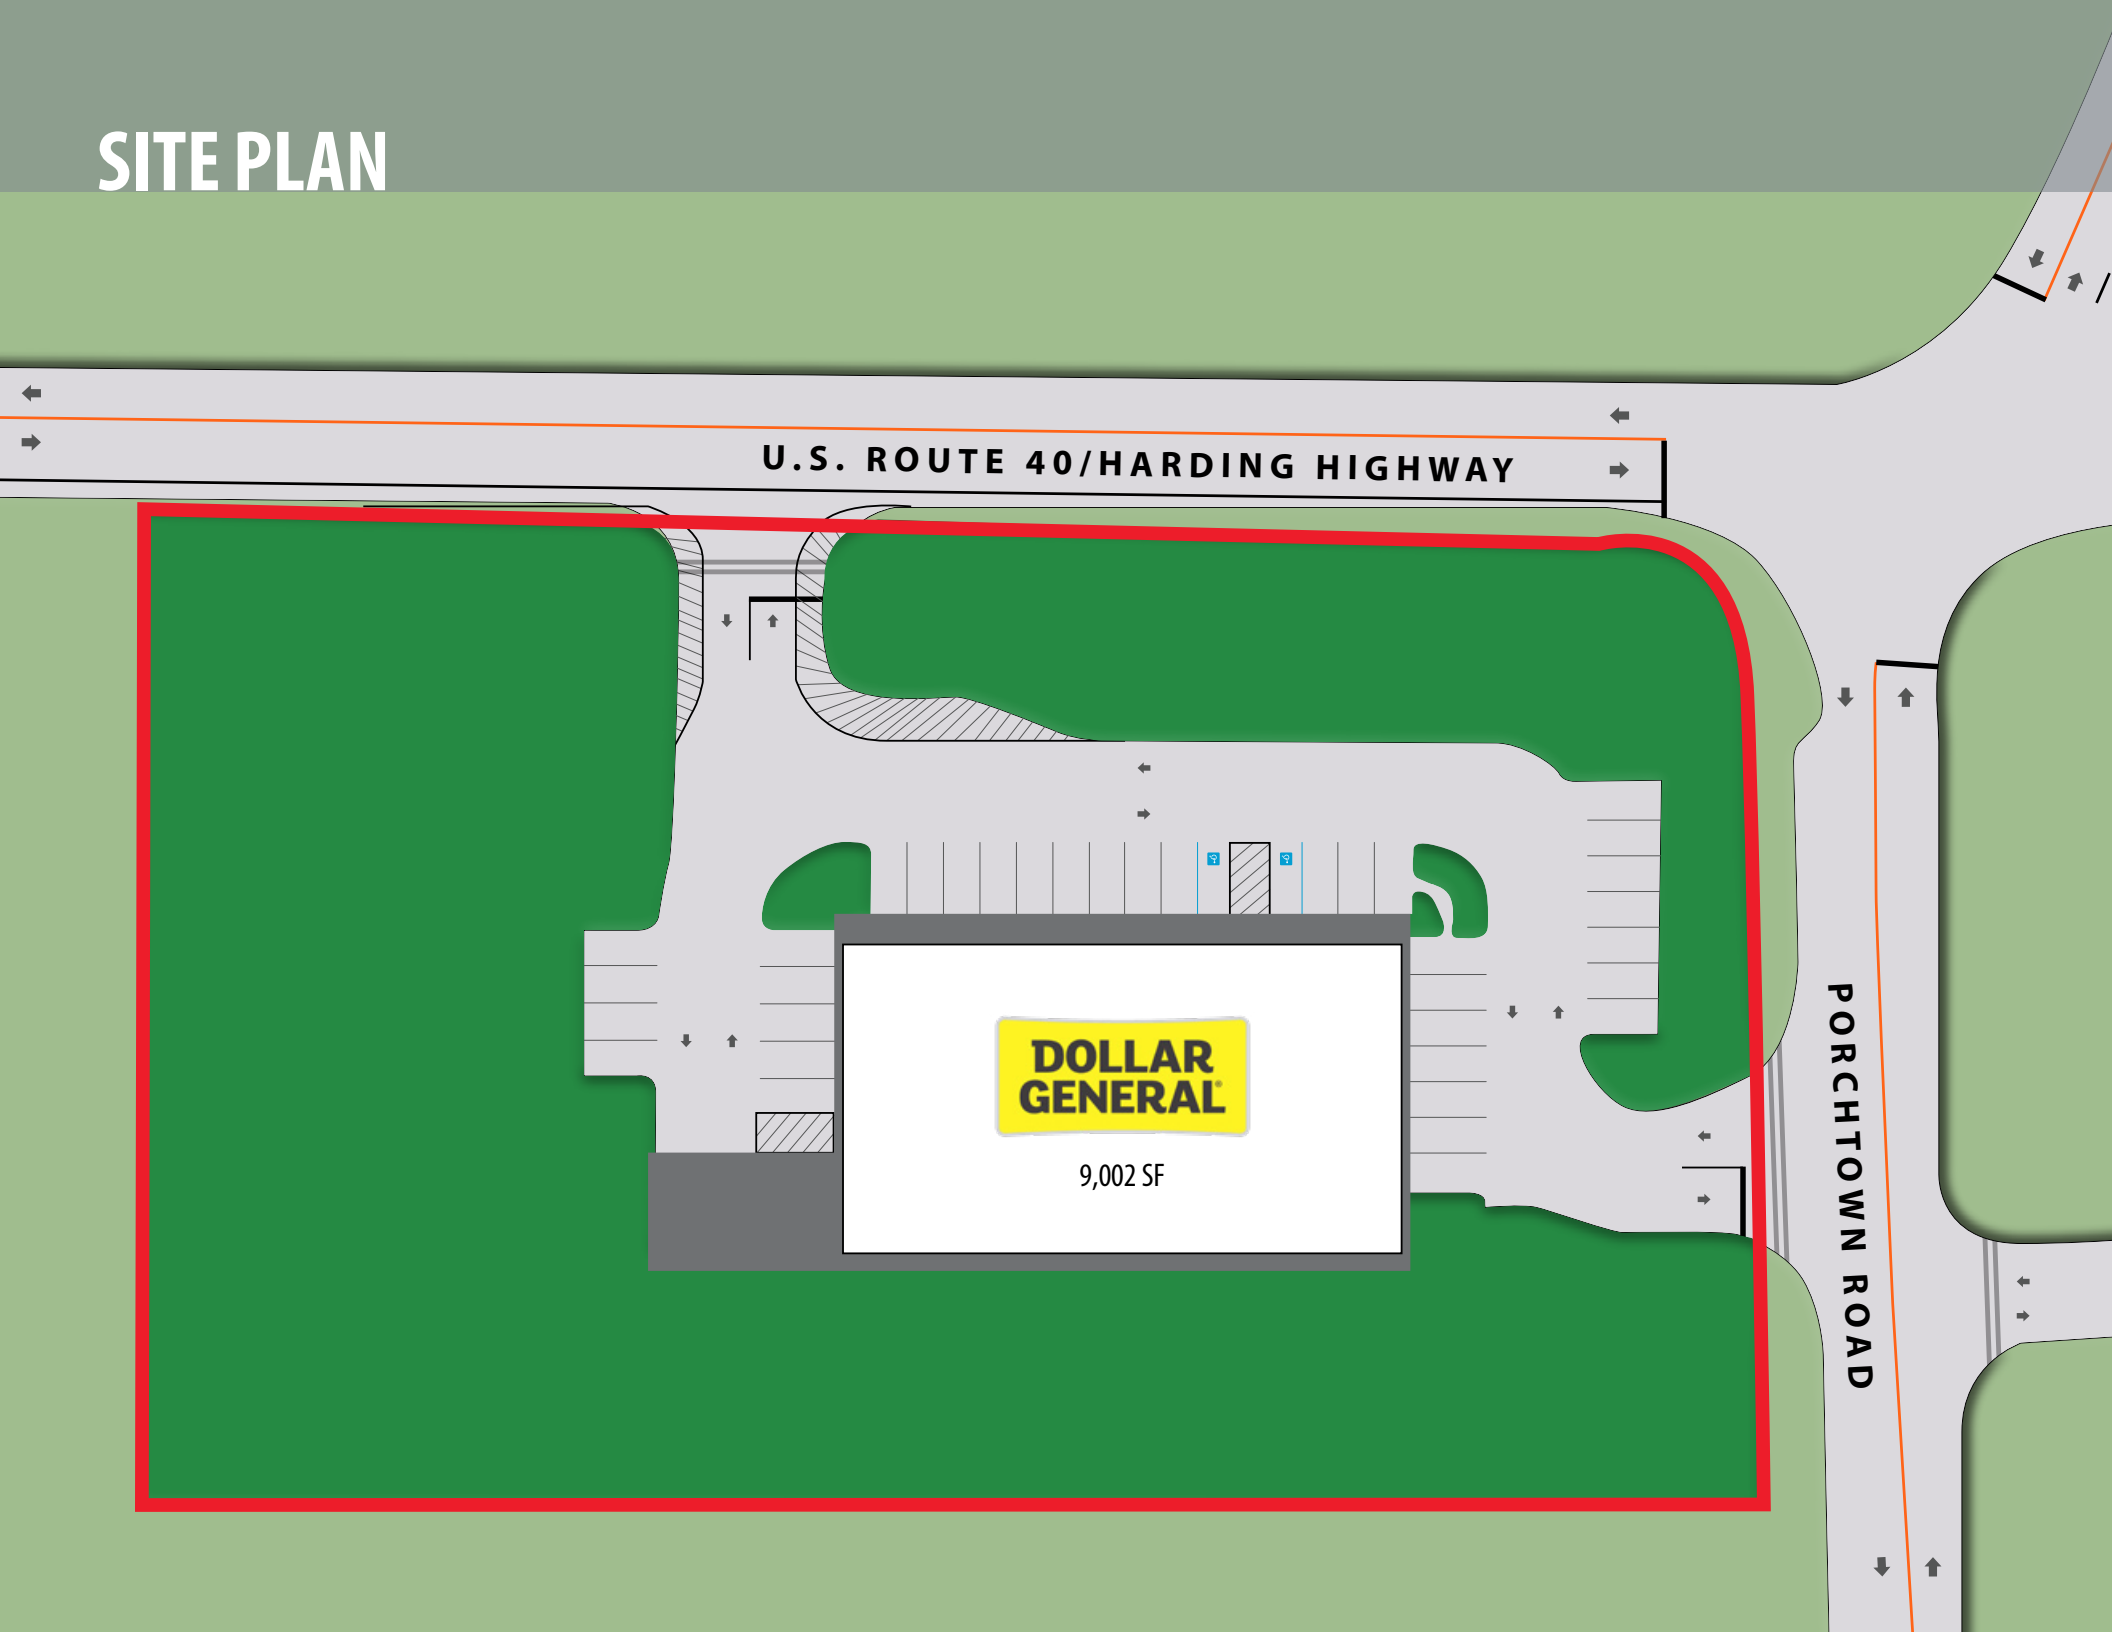 SITE PLAN
U.S. ROUTE 40/HARDING HIGHWAY
PORCHTOWN ROAD
DOLLAR
GENERAL
9,002 SF